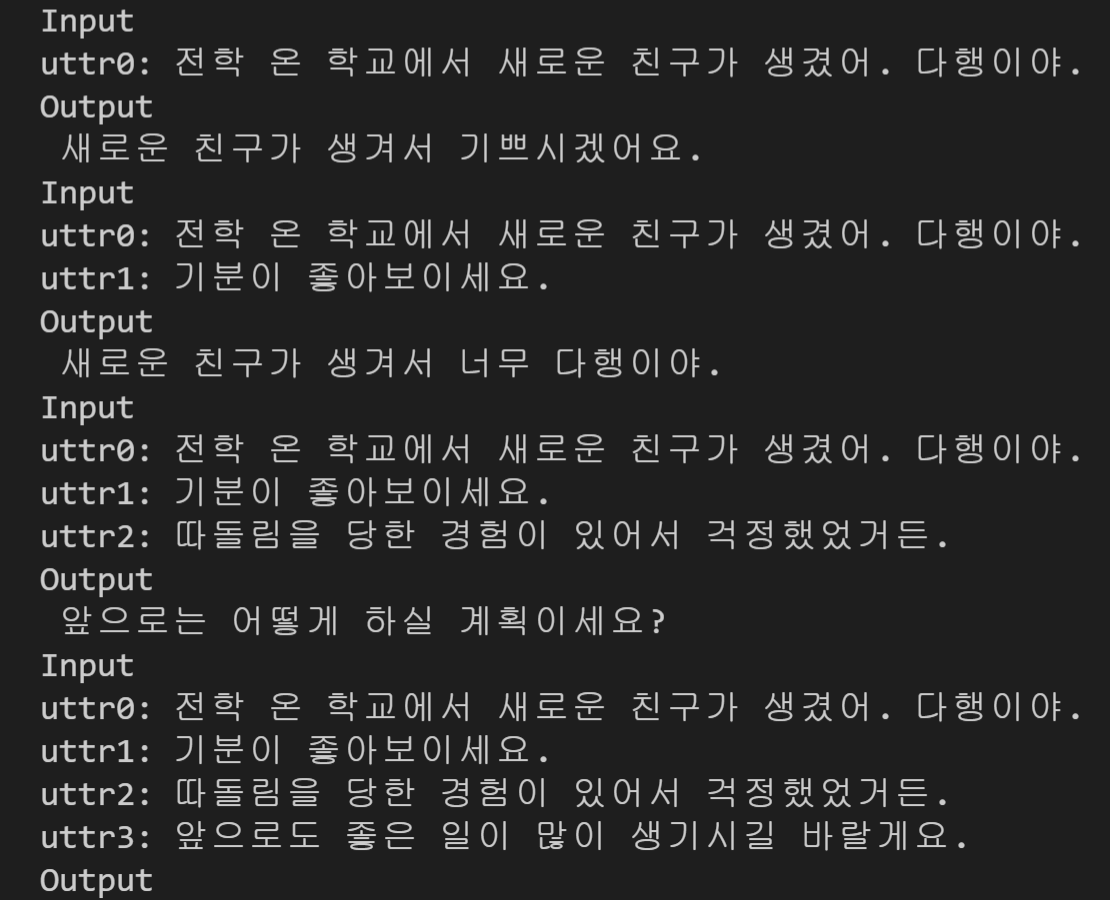 Input
uttr0: 전학 온 학교에서 새로운 친구가 생겼어. 다행이야.
Output
새로운 친구가 생겨서 기쁘시겠어요.
Input
uttr0: 전학 온 학교에서 새로운 친구가 생겼어. 다행이야.
uttr1: 기분이 좋아보이세요.
Output
새로운 친구가 생겨서 너무 다행이야.
Input
uttr0: 전학 온 학교에서 새로운 친구가 생겼어. 다행이야.
uttr1: 기분이 좋아보이세요.
uttr2: 따돌림을 당한 경험이 있어서 걱정했었거든.
Output
앞으로는 어떻게 하실 계획이세요?
Input
uttr0: 전학 온 학교에서 새로운 친구가 생겼어. 다행이야.
uttr1: 기분이 좋아보이세요.
uttr2: 따돌림을 당한 경험이 있어서 걱정했었거든.
uttr3: 앞으로도 좋은 일이 많이 생기시길 바랄게요.
Output